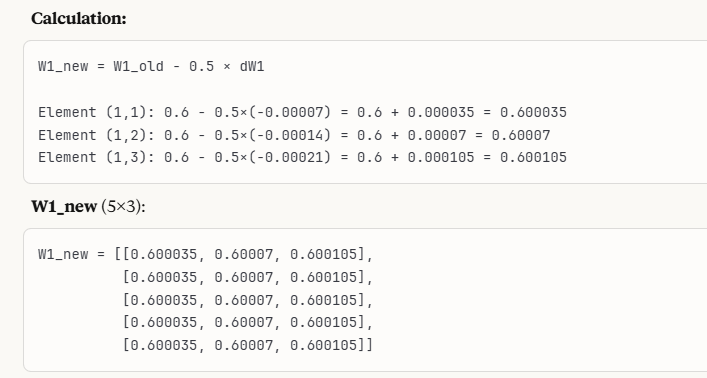 Calculation:
W1_new = W1_old - 0.5 × dW1
Element (1,1): 0.6 - 0.5×(-0.00007) = 0.6 + 0.000035 = 0.600035
Element (1,2): 0.6 - 0.5×(-0.00014) = 0.6 + 0.00007 = 0.60007
Element (1,3): 0.6 - 0.5×(-0.00021) = 0.6 + 0.000105 = 0.600105
W1_new (5×3):
W1_new = [[0.600035, 0.60007, 0.600105],
[0.600035, 0.60007, 0.600105],
[0.600035, 0.60007, 0.600105],
[0.600035, 0.60007, 0.600105],
[0.600035, 0.60007, 0.600105]]